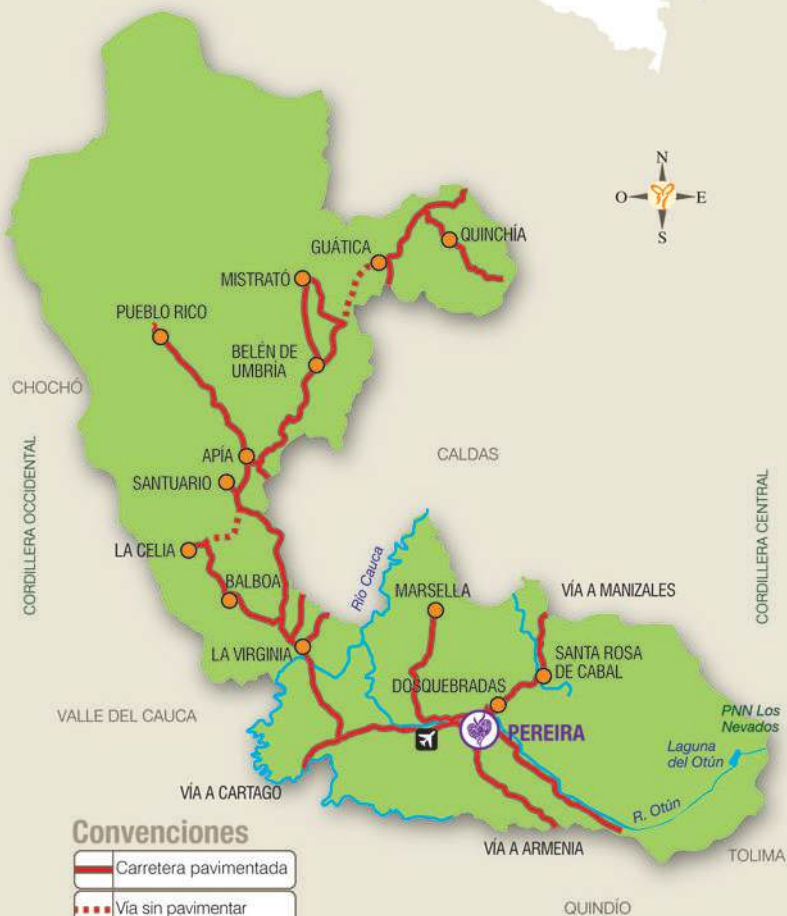 N
O
E
S
QUINCHÍA
GUÁTICA
MISTRATÓ
PUEBLO RICO
BELÉN DE
UMBRÍA
CHOCHÓ
CORDILLERA OCCIDENTAL
APÍA
CALDAS
SANTUARIO
CORDILLERA CENTRAL
LA CELIA
BALBOA
Río Cauca
MARSELLA
VÍA A MANIZALES
LA VIRGINIA
SANTA ROSA
DE CABAL
DOSQUEBRADAS
VALLE DEL CAUCA
PEREIRA
PNN Los
Nevados
Laguna
del Otún
VÍA A CARTAGO
R. Otún
VÍA A ARMENIA
TOLIMA
QUINDÍO
Convenciones
Carretera pavimentada
Vía sin pavimentar